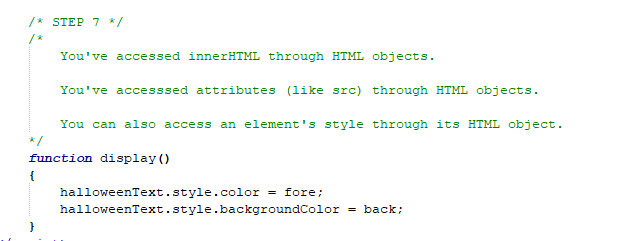 /* STEP 7 */
/*
You've accessed innerHTML through HTML objects.
You've accesssed attributes (like src) through HTML objects.
You can also access an element's style through its HTML object.
*/
function display()
{
halloweenText.style.color = fore;
halloweenText.style.backgroundColor = back;
}